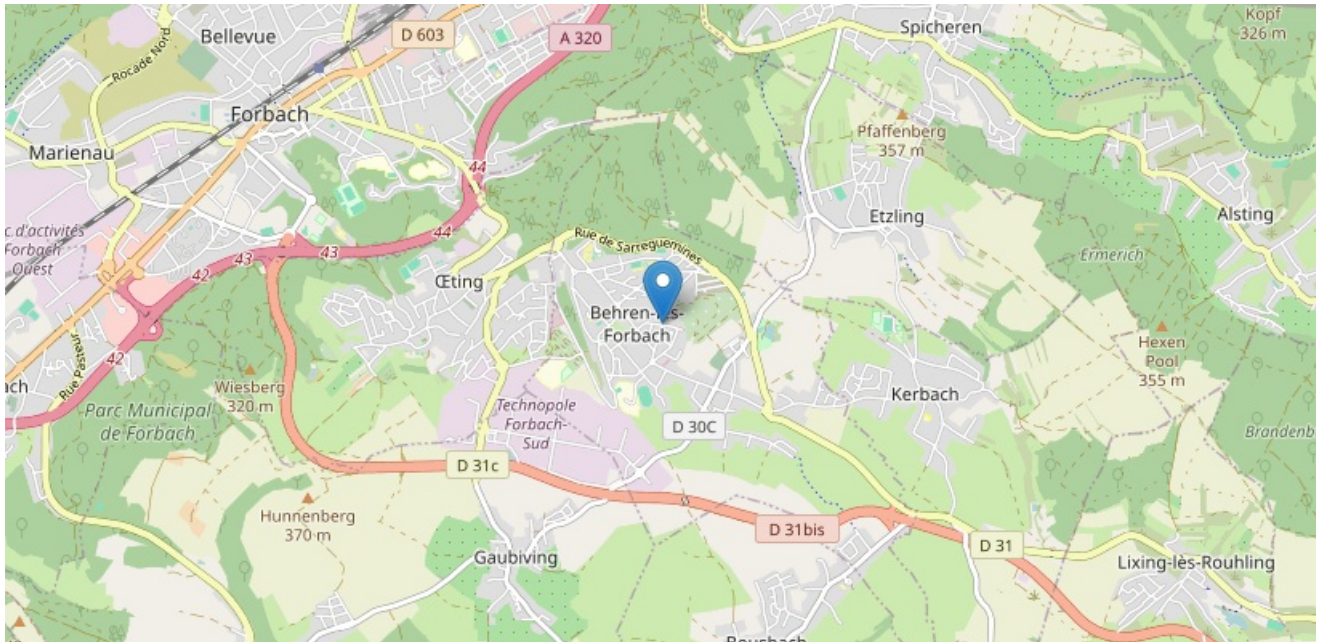 Kopf
326 m
Spicheren
Bellevue
D 603
A 320
Rocade Nord
Forbach
Marienau
Pfaffenberg
357 m
44
Etzling
Alsting
c d'activités
Forbach
Ouest
Rue de Sarreguemines
44
43
43
42
Œting
Ermerich
Behren-lès-
Forbach
Hexen
Pool
355 m
42
Rue Pasteur
ach
Wiesberg
320 m
Kerbach
Parc Municipal
de Forbach
Technopole
Forbach-
Sud
D 30C
Brandenb
D 31c
Hunnenberg
370 m
D 31bis
D 31
Gaubiving
Lixing-lès-Rouhling